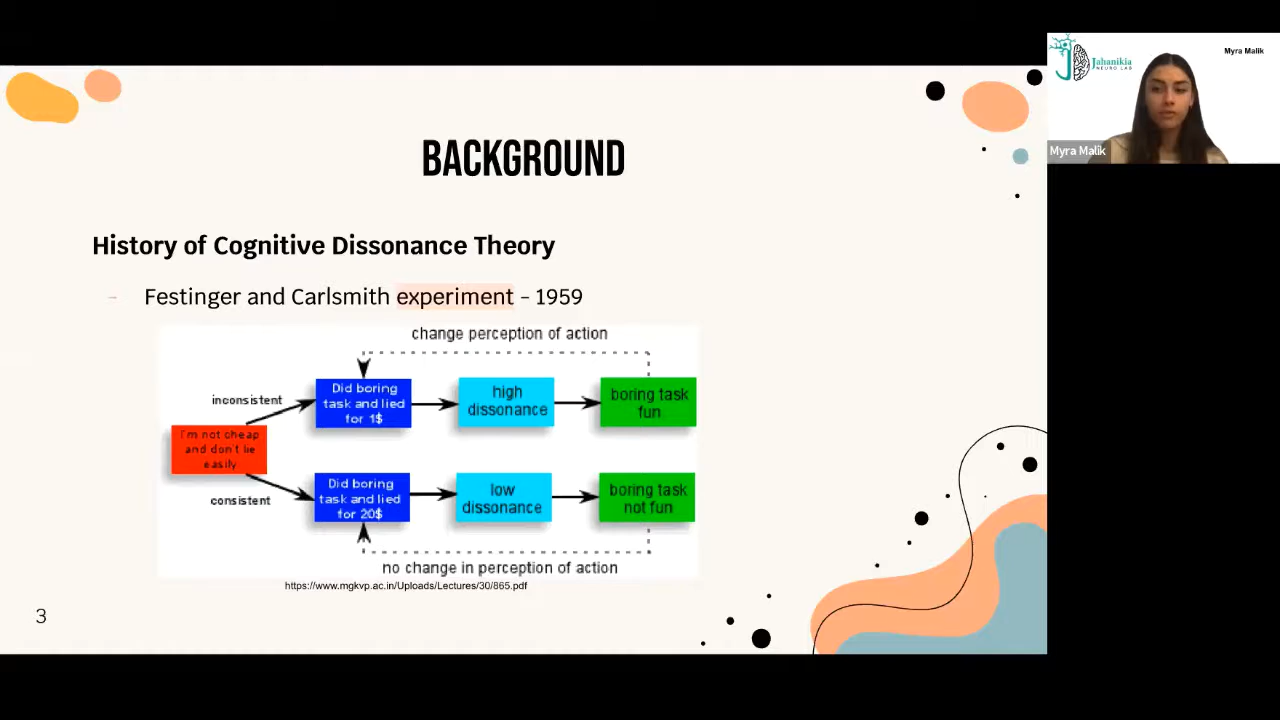 BACKGROUND
History of Cognitive Dissonance Theory
– Festinger and Carlsmith experiment – 1959
change perception of action
inconsistent
Did boring
task and lied
for 1$
high
dissonance
boring task
fun
I'm not cheap
and don't lie
easily
consistent
Did boring
task and lied
for 20$
low
dissonance
boring task
not fun
no change in perception of action
https://www.mgkvp.ac.in/Uploads/Lectures/30/865.pdf
3
Jahanikia
NEURO LAB
Myra Malik
Myra Malik